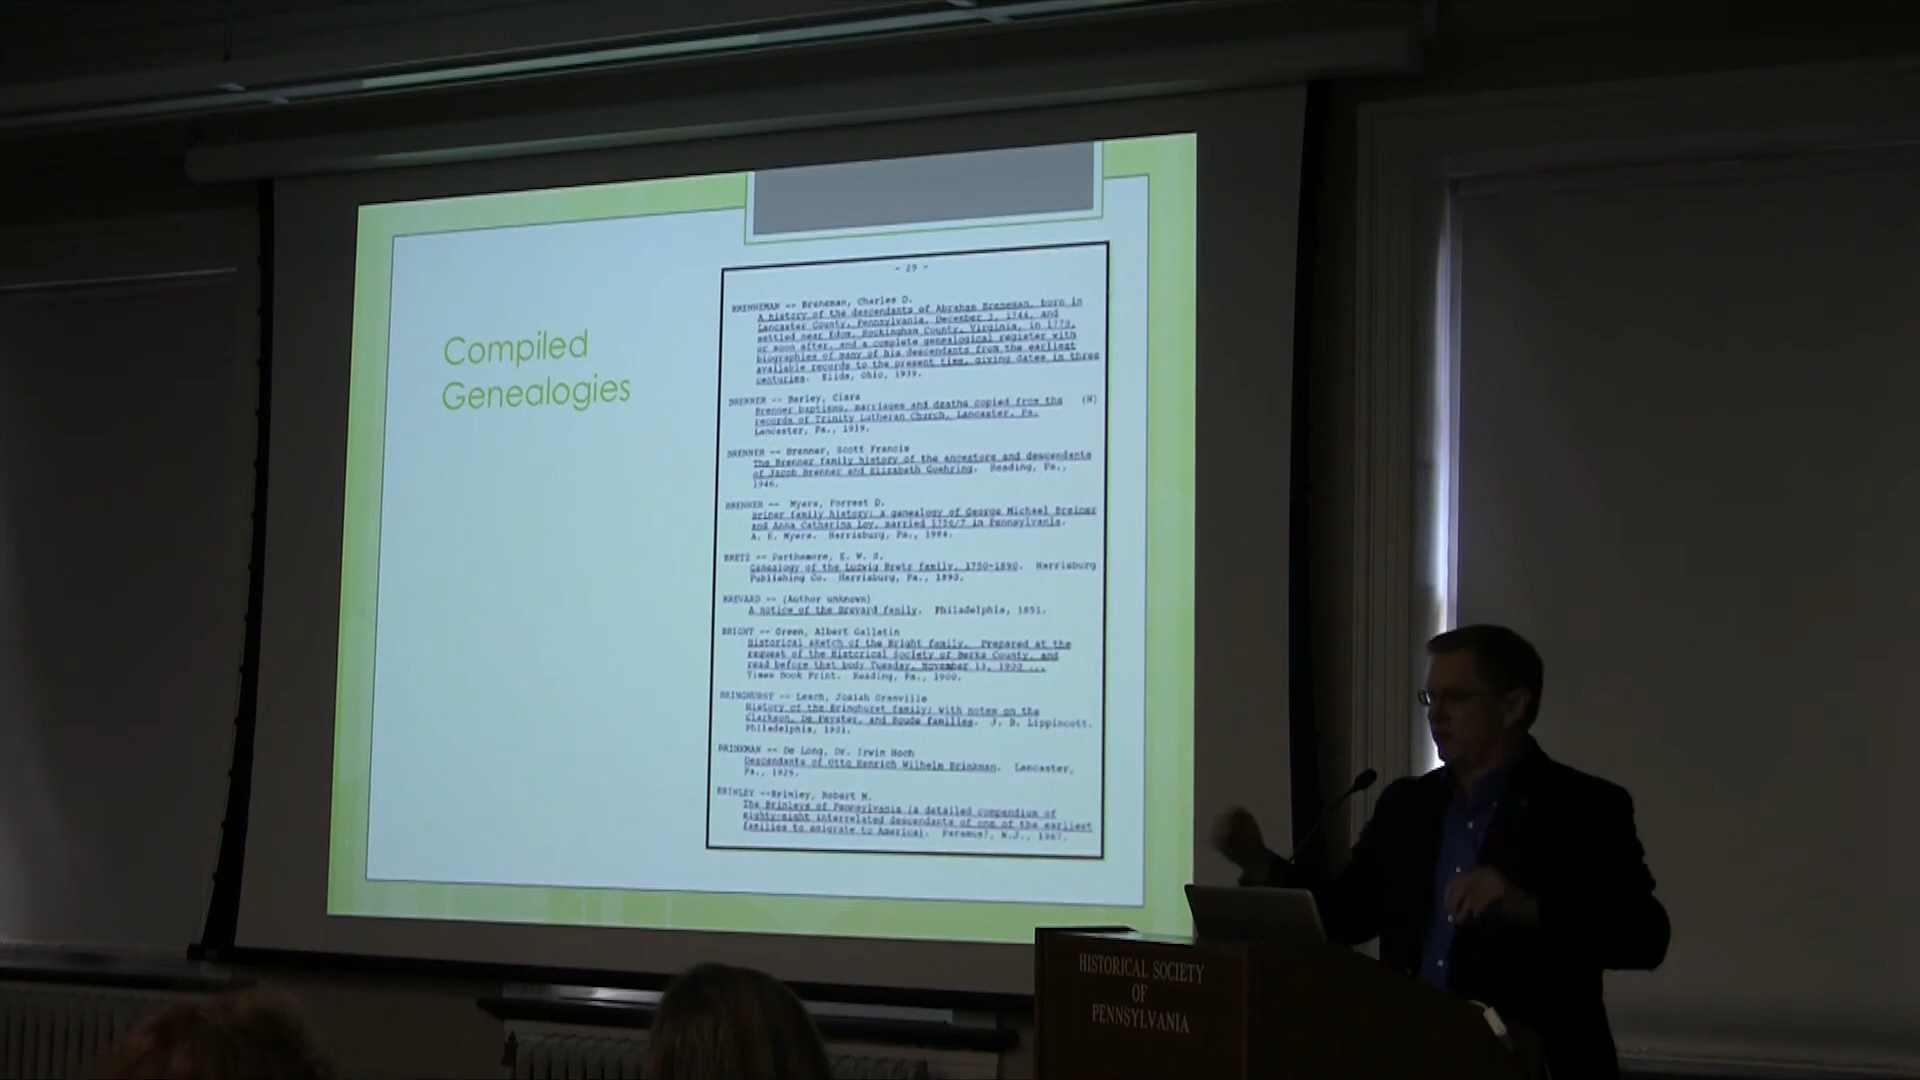 Compiled
Genealogies
- 29 -
BRENNEMAN -- Breneman, Charles D.
A history of the descendants of Abraham Breneman, born in
Lancaster County, Pennsylvania, December 3, 1744, and
settled near Edom, Rockingham County, Virginia, in 1770,
or soon after, and a complete genealogical register with
biographies of many of his descendants from the earliest
available records to the present time, giving dates in three
centuries. Elida, Ohio, 1939.
BRENNER -- Barley, Clara (H)
Brenner baptisms, marriages and deaths copied from the
records of Trinity Lutheran Church, Lancaster, Pa.
Lancaster, Pa., 1919.
BRENNER -- Brenner, Scott Francis
The Brenner family history of the ancestors and descendants
of Jacob Brenner and Elizabeth Goehring. Reading, Pa.,
1946.
BRENNER -- Myers, Forrest D.
Briner family history; a genealogy of George Michael Breiner
and Anna Catharina Loy, married 1756/7 in Pennsylvania.
A. E. Myers. Harrisburg, Pa., 1984.
BRETZ -- Parthemore, E. W. S.
Genealogy of the Ludwig Bretz family, 1750-1890. Harrisburg
Publishing Co. Harrisburg, Pa., 1890.
BREVARD -- (Author unknown)
A notice of the Brevard family. Philadelphia, 1851.
BRIGHT -- Green, Albert Gallatin
Historical sketch of the Bright family. Prepared at the
request of the Historical Society of Berks County, and
read before that body Tuesday, November 13, 1900 ...
Times Book Print. Reading, Pa., 1900.
BRINGHURST -- Leach, Josiah Granville
History of the Bringhurst family; with notes on the
Clarkson, De Peyster, and Boude families. J. B. Lippincott.
Philadelphia, 1901.
BRINKMAN -- De Long, Dr. Irwin Hoch
Descendants of Otto Henrich Wilhelm Brinkman. Lancaster,
Pa., 1925.
BRINLEY --Brinley, Robert M.
The Brinleys of Pennsylvania (a detailed compendium of
eighty-eight interrelated descendants of one of the earliest
families to emigrate to America). Paramus?, N.J., 1967.
HISTORICAL SOCIETY
OF
PENNSYLVANIA